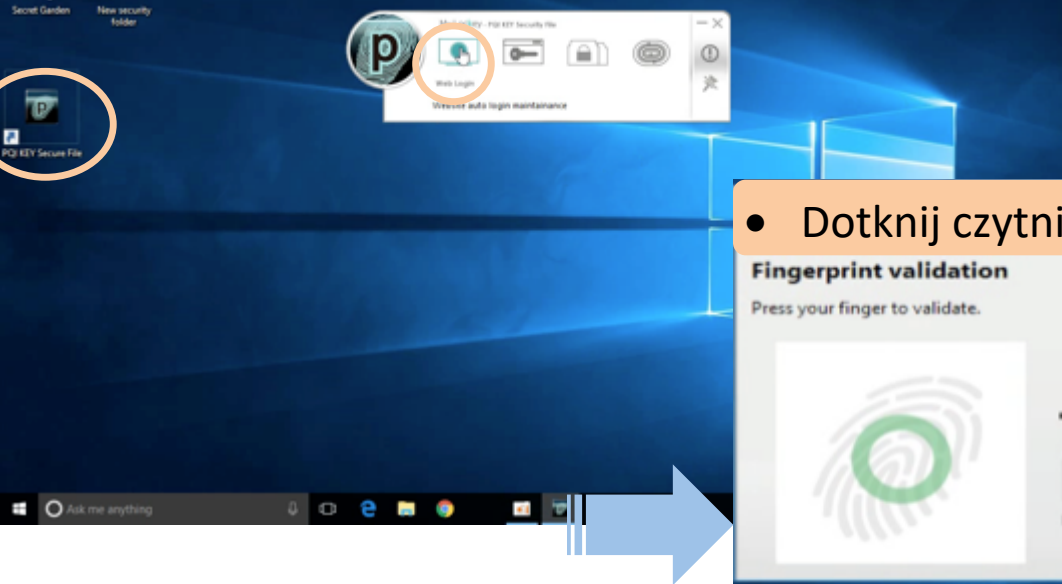 Secret Garden
New security
folder
PQI KEY Security File
Web Login
Website auto login maintainance
PQI KEY Secure File
Dotknij czytni
Fingerprint validation
Press your finger to validate.
Ask me anything